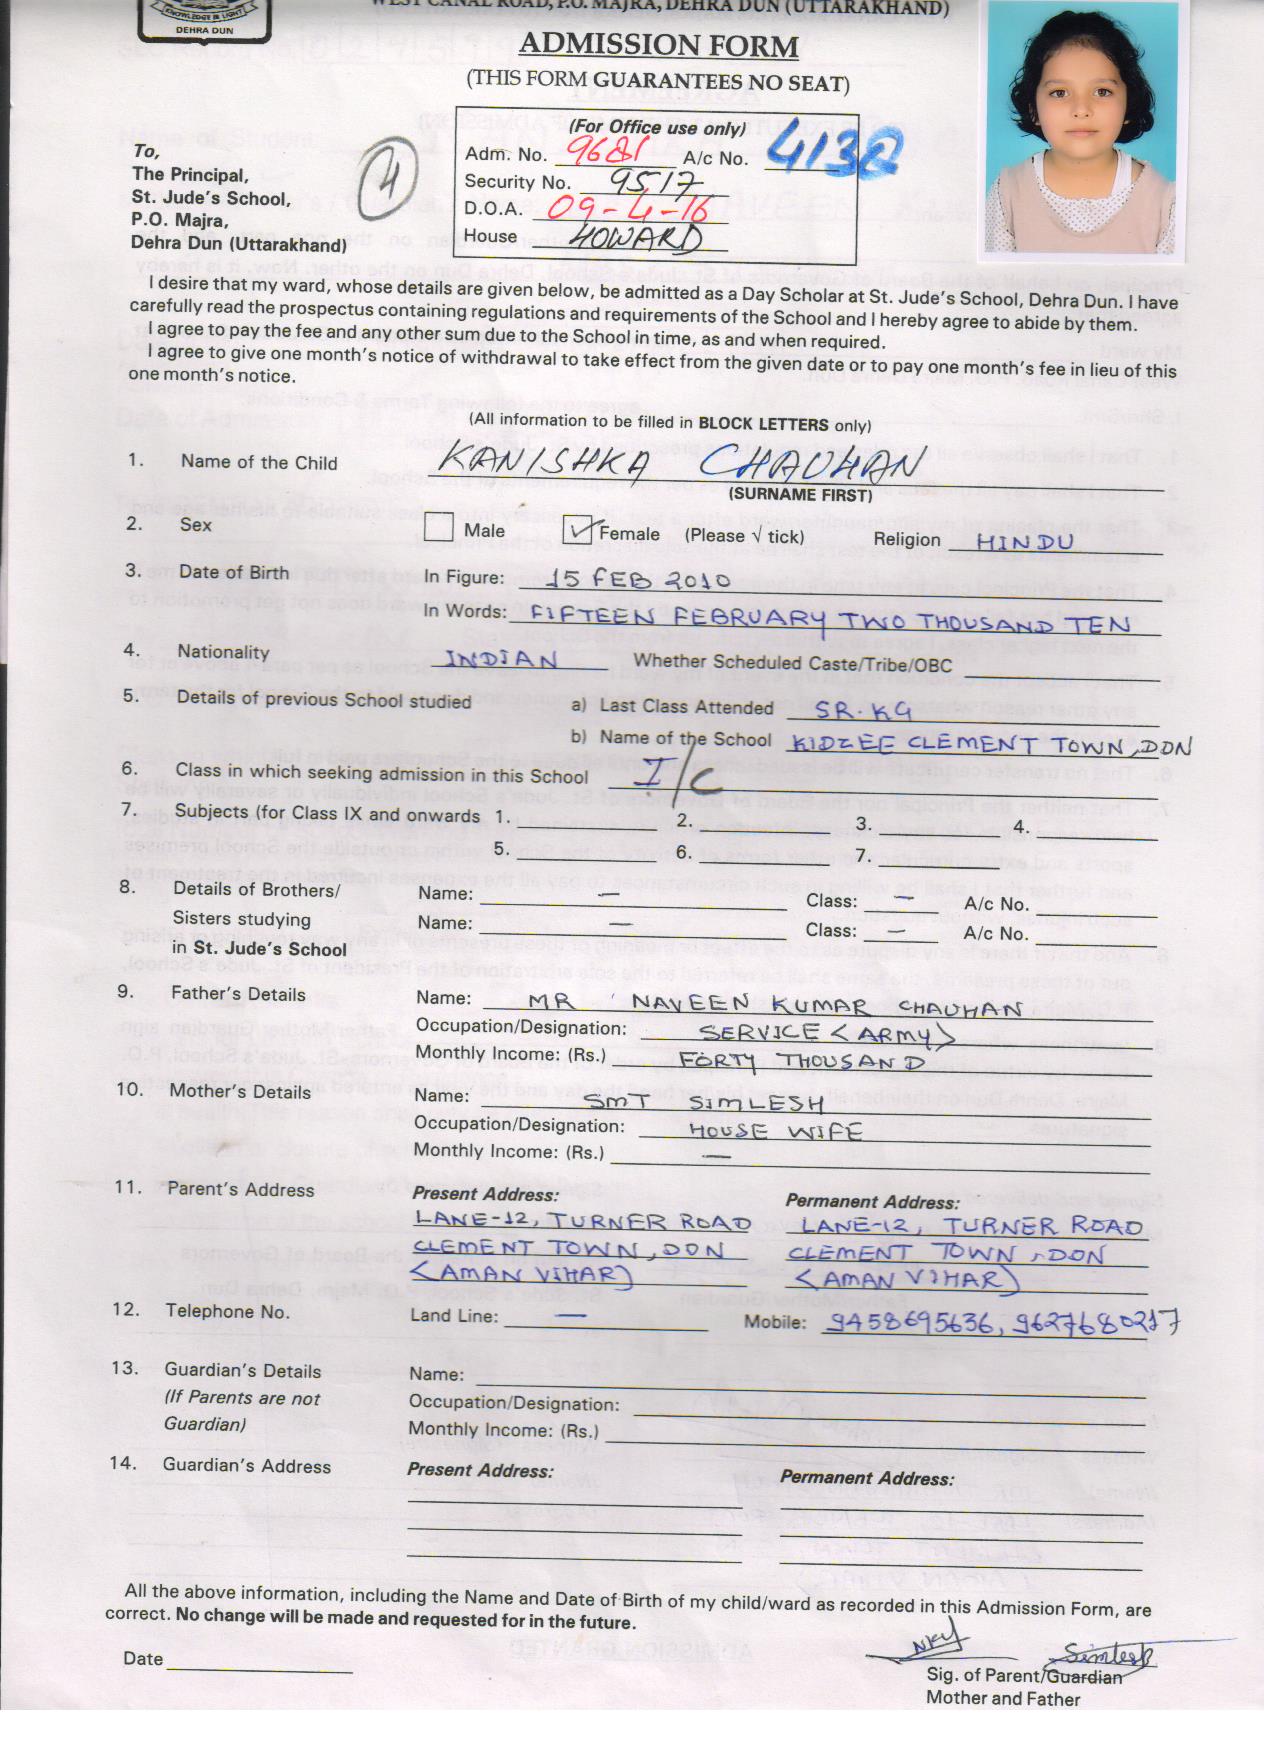 KNOWLEDGE IS LIGHT
DEHRA DUN
WEST CANAL ROAD, P.O. MAJRA, DEHRA DUN (UTTARAKHAND)
ADMISSION FORM
(THIS FORM GUARANTEES NO SEAT)
(For Office use only)
Adm. No. 9681 A/c No. 4138
Security No. 9517
D.O.A. 09-4-16
House HOWARD
4
To,
The Principal,
St. Jude's School,
P.O. Majra,
Dehra Dun (Uttarakhand)
I desire that my ward, whose details are given below, be admitted as a Day Scholar at St. Jude's School, Dehra Dun. I have
carefully read the prospectus containing regulations and requirements of the School and I hereby agree to abide by them.
I agree to pay the fee and any other sum due to the School in time, as and when required.
I agree to give one month's notice of withdrawal to take effect from the given date or to pay one month's fee in lieu of this
one month's notice.
(All information to be filled in BLOCK LETTERS only)
1. Name of the Child KANISHKA CHAUHAN
(SURNAME FIRST)
2. Sex Male ✓ Female (Please √ tick) Religion HINDU
3. Date of Birth In Figure: 15 FEB 2010
In Words: FIFTEEN FEBRUARY TWO THOUSAND TEN
4. Nationality INDIAN Whether Scheduled Caste/Tribe/OBC
5. Details of previous School studied a) Last Class Attended SR. KG
b) Name of the School KIDZEE CLEMENT TOWN, DDN
6. Class in which seeking admission in this School I/C
7. Subjects (for Class IX and onwards 1. 2. 3. 4.
5. 6. 7.
8. Details of Brothers/ Name: — Class: — A/c No.
Sisters studying Name: — Class: — A/c No.
in St. Jude's School
9. Father's Details Name: MR NAVEEN KUMAR CHAUHAN
Occupation/Designation: SERVICE <ARMY>
Monthly Income: (Rs.) FORTY THOUSAND
10. Mother's Details Name: SMT SIMLESH
Occupation/Designation: HOUSE WIFE
Monthly Income: (Rs.) —
11. Parent's Address Present Address: Permanent Address:
LANE-12, TURNER ROAD LANE-12, TURNER ROAD
CLEMENT TOWN, DDN CLEMENT TOWN, DDN
<AMAN VIHAR) <AMAN VIHAR)
12. Telephone No. Land Line: — Mobile: 9458695636, 9627680217
13. Guardian's Details Name:
(If Parents are not Occupation/Designation:
Guardian) Monthly Income: (Rs.)
14. Guardian's Address Present Address: Permanent Address:
All the above information, including the Name and Date of Birth of my child/ward as recorded in this Admission Form, are
correct. No change will be made and requested for in the future.
Simlesh
Date
Sig. of Parent/Guardian
Mother and Father